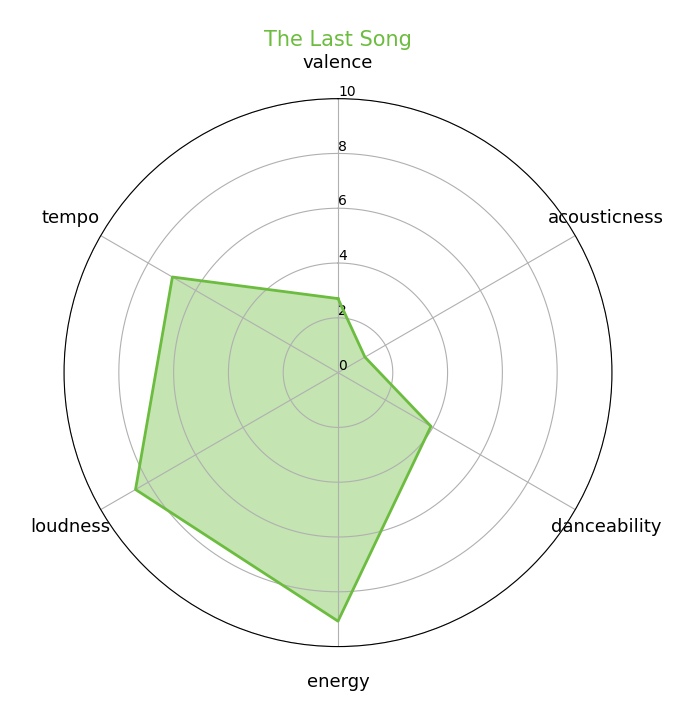 The Last Song
valence
10
8
6
4
2
0
tempo
acousticness
loudness
danceability
energy